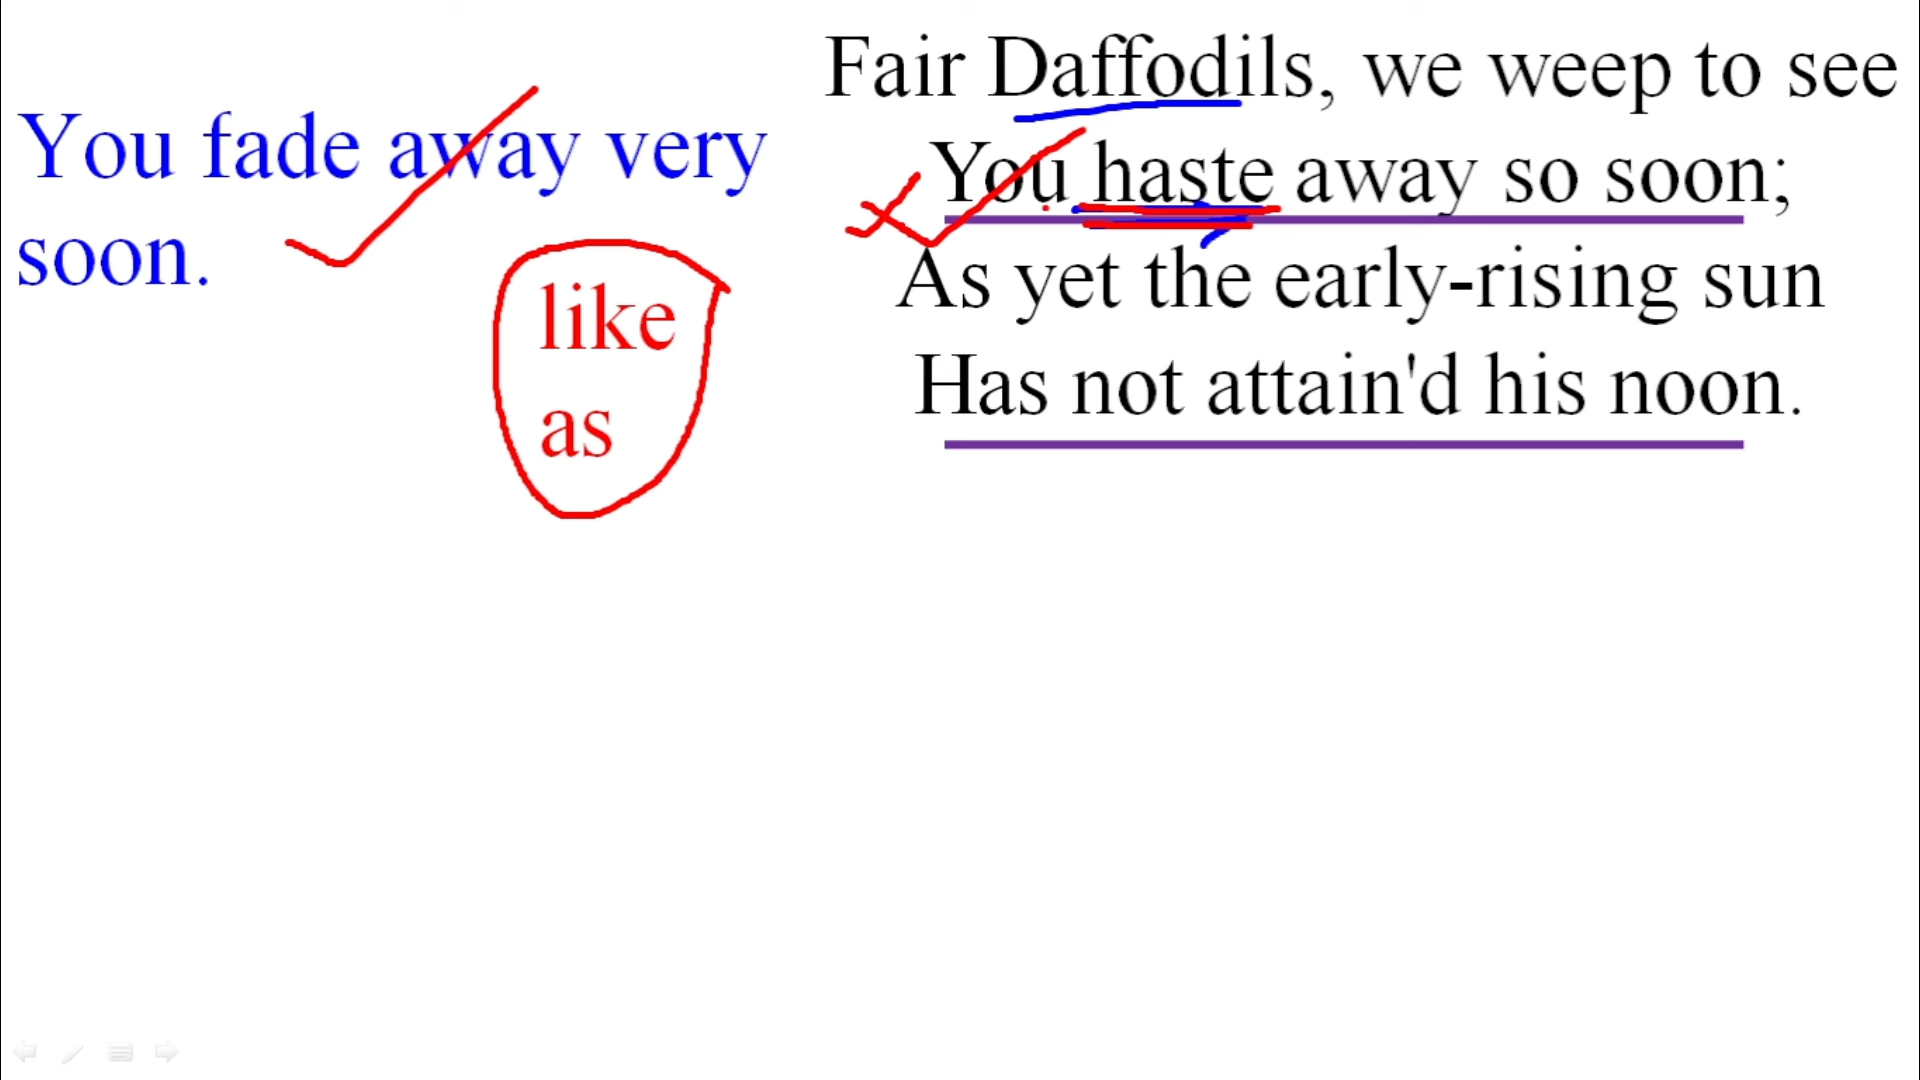 You fade away very
soon.
like
as
Fair Daffodils, we weep to see
You haste away so soon;
As yet the early-rising sun
Has not attain'd his noon.